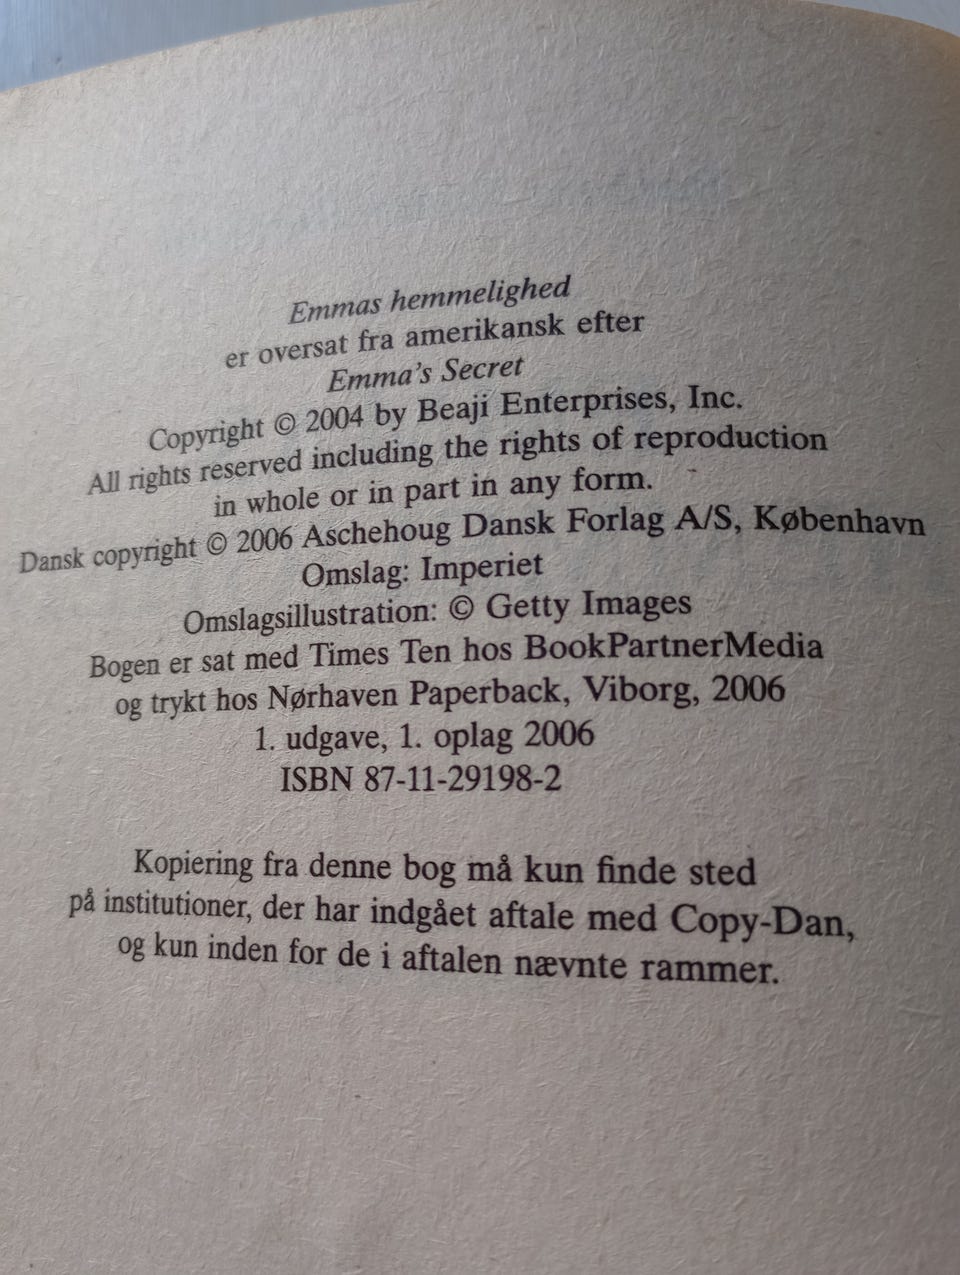 Emmas hemmelighed
er oversat fra amerikansk efter
Emma's Secret
Copyright © 2004 by Beaji Enterprises, Inc.
All rights reserved including the rights of reproduction
in whole or in part in any form.
Dansk copyright © 2006 Aschehoug Dansk Forlag A/S, København
Omslag: Imperiet
Omslagsillustration: © Getty Images
Bogen er sat med Times Ten hos BookPartnerMedia
og trykt hos Nørhaven Paperback, Viborg, 2006
1. udgave, 1. oplag 2006
ISBN 87-11-29198-2
Kopiering fra denne bog må kun finde sted
på institutioner, der har indgået aftale med Copy-Dan,
og kun inden for de i aftalen nævnte rammer.